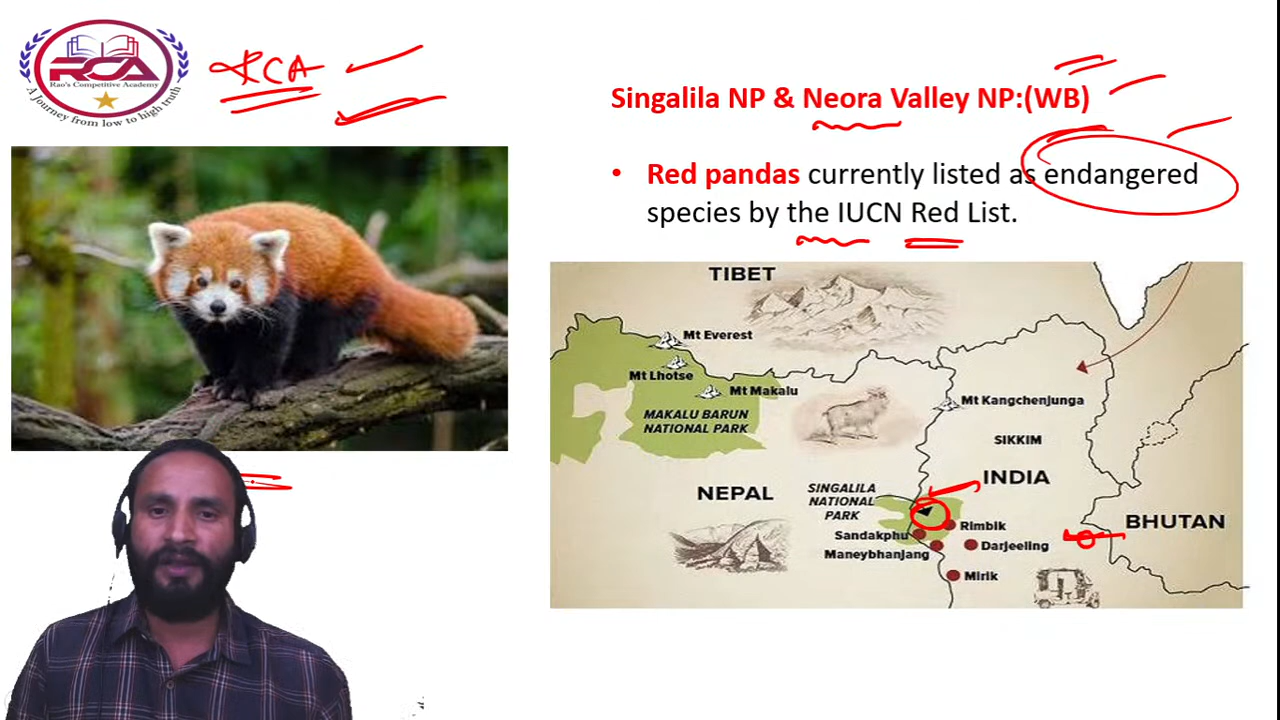 RCA
Rao's Competitive Academy
A Journey from low to high truth
RCA
Singalila NP & Neora Valley NP:(WB)
• Red pandas currently listed as endangered
species by the IUCN Red List.
TIBET
Mt Everest
Mt Lhotse
Mt Makalu
MAKALU BARUN
NATIONAL PARK
Mt Kangchenjunga
SIKKIM
INDIA
NEPAL
SINGALILA
NATIONAL
PARK
Rimbik
BHUTAN
Sandakphu
Darjeeling
Maneybhanjang
Mirik